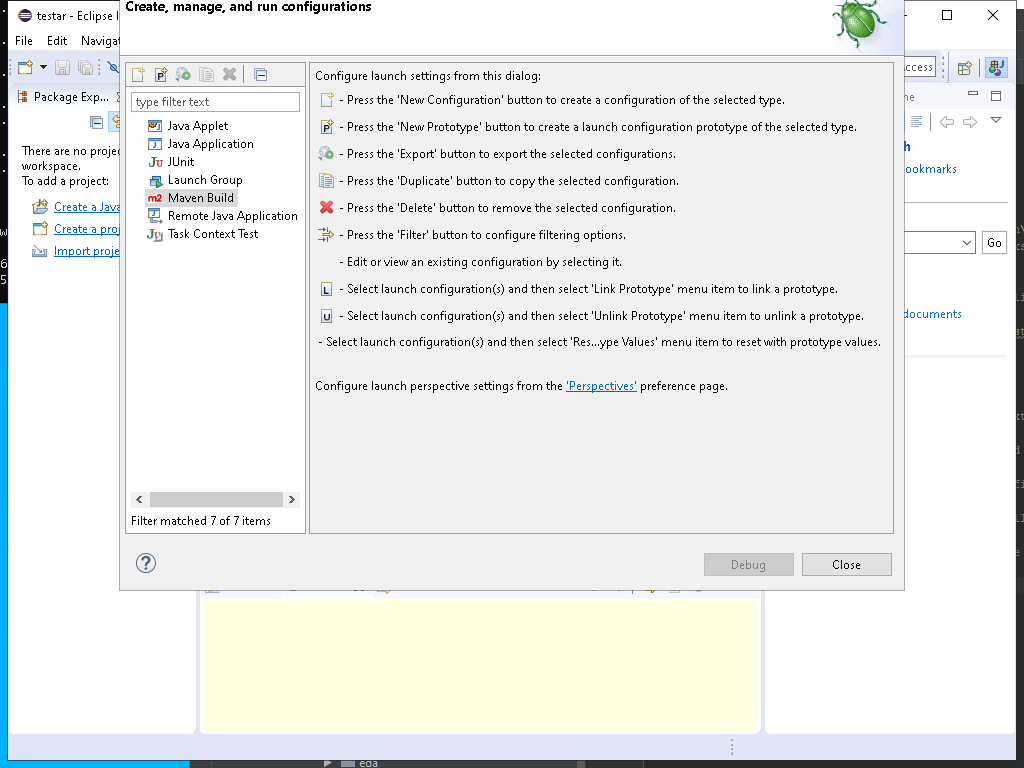 Create, manage, and run configurations
testar - Eclipse I
File Edit Navigat
ccess
Package Exp...
type filter text
Configure launch settings from this dialog:
- Press the 'New Configuration' button to create a configuration of the selected type.
- Press the 'New Prototype' button to create a launch configuration prototype of the selected type.
- Press the 'Export' button to export the selected configurations.
- Press the 'Duplicate' button to copy the selected configuration.
- Press the 'Delete' button to remove the selected configuration.
- Press the 'Filter' button to configure filtering options.
- Edit or view an existing configuration by selecting it.
L - Select launch configuration(s) and then select 'Link Prototype' menu item to link a prototype.
U - Select launch configuration(s) and then select 'Unlink Prototype' menu item to unlink a prototype.
- Select launch configuration(s) and then select 'Res...ype Values' menu item to reset with prototype values.
Configure launch perspective settings from the 'Perspectives' preference page.
Java Applet
Java Application
Ju JUnit
Launch Group
m2 Maven Build
Remote Java Application
Task Context Test
Filter matched 7 of 7 items
There are no projec
workspace.
To add a project:
Create a Java
Create a proj
Import proje
ookmarks
Go
documents
?
Debug
Close
eda